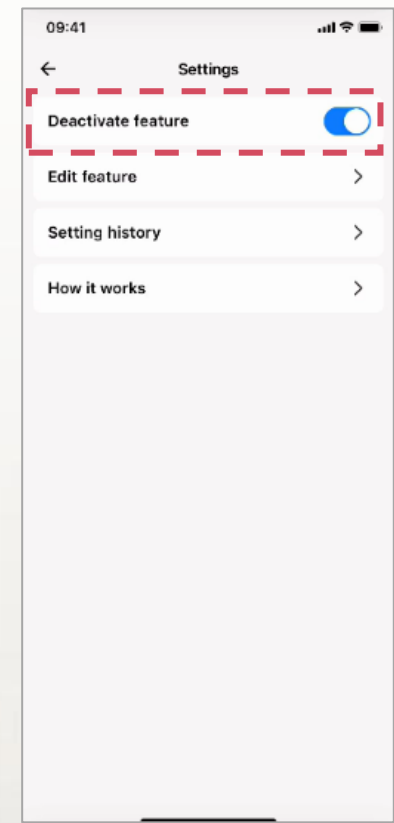 09:41
Settings
Deactivate feature
Edit feature
Setting history
How it works